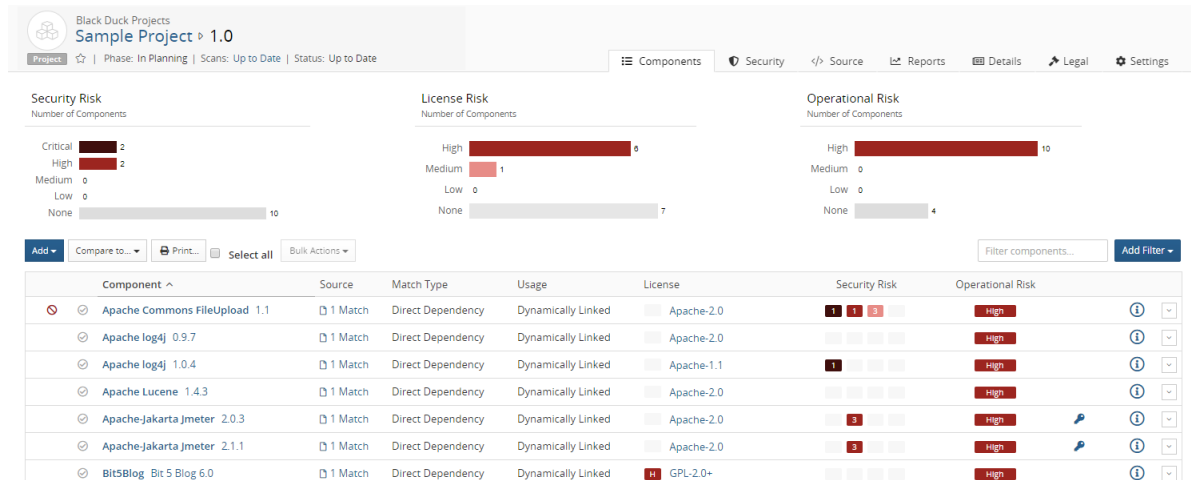 Black Duck Projects
Sample Project ▹ 1.0
Project | Phase: In Planning | Scans: Up to Date | Status: Up to Date
Components Security Source Reports Details Legal Settings
Security Risk
Number of Components
Critical 2
High 2
Medium 0
Low 0
None 10
License Risk
Number of Components
High 6
Medium 1
Low 0
None 7
Operational Risk
Number of Components
High 10
Medium 0
Low 0
None 4
Add Compare to... Print... Select all Bulk Actions Filter components... Add Filter
Component Source Match Type Usage License Security Risk Operational Risk
Apache Commons FileUpload 1.1 1 Match Direct Dependency Dynamically Linked Apache-2.0 1 1 3 High
Apache log4j 0.9.7 1 Match Direct Dependency Dynamically Linked Apache-2.0 High
Apache log4j 1.0.4 1 Match Direct Dependency Dynamically Linked Apache-1.1 1 High
Apache Lucene 1.4.3 1 Match Direct Dependency Dynamically Linked Apache-2.0 High
Apache-Jakarta Jmeter 2.0.3 1 Match Direct Dependency Dynamically Linked Apache-2.0 3 High
Apache-Jakarta Jmeter 2.1.1 1 Match Direct Dependency Dynamically Linked Apache-2.0 3 High
Bit5Blog Bit 5 Blog 6.0 1 Match Direct Dependency Dynamically Linked H GPL-2.0+ High